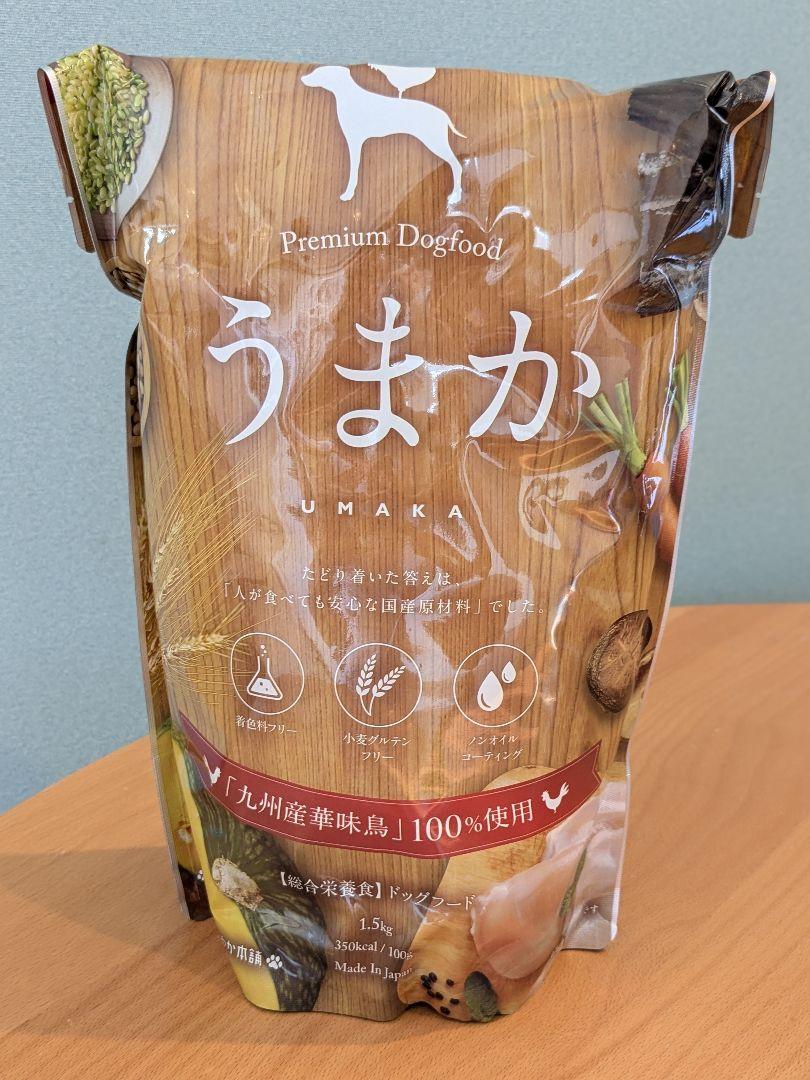 Premium Dogfood
うまか
UMAKA
たどり着いた答えは、
「人が食べても安心な国産原材料」でした。
着色料フリー
小麦グルテン
フリー
ノンオイル
コーティング
「九州産華味鳥」100%使用
【総合栄養食】ドッグフード
1.5kg
350kcal / 100g
Made In Japan
か本舗